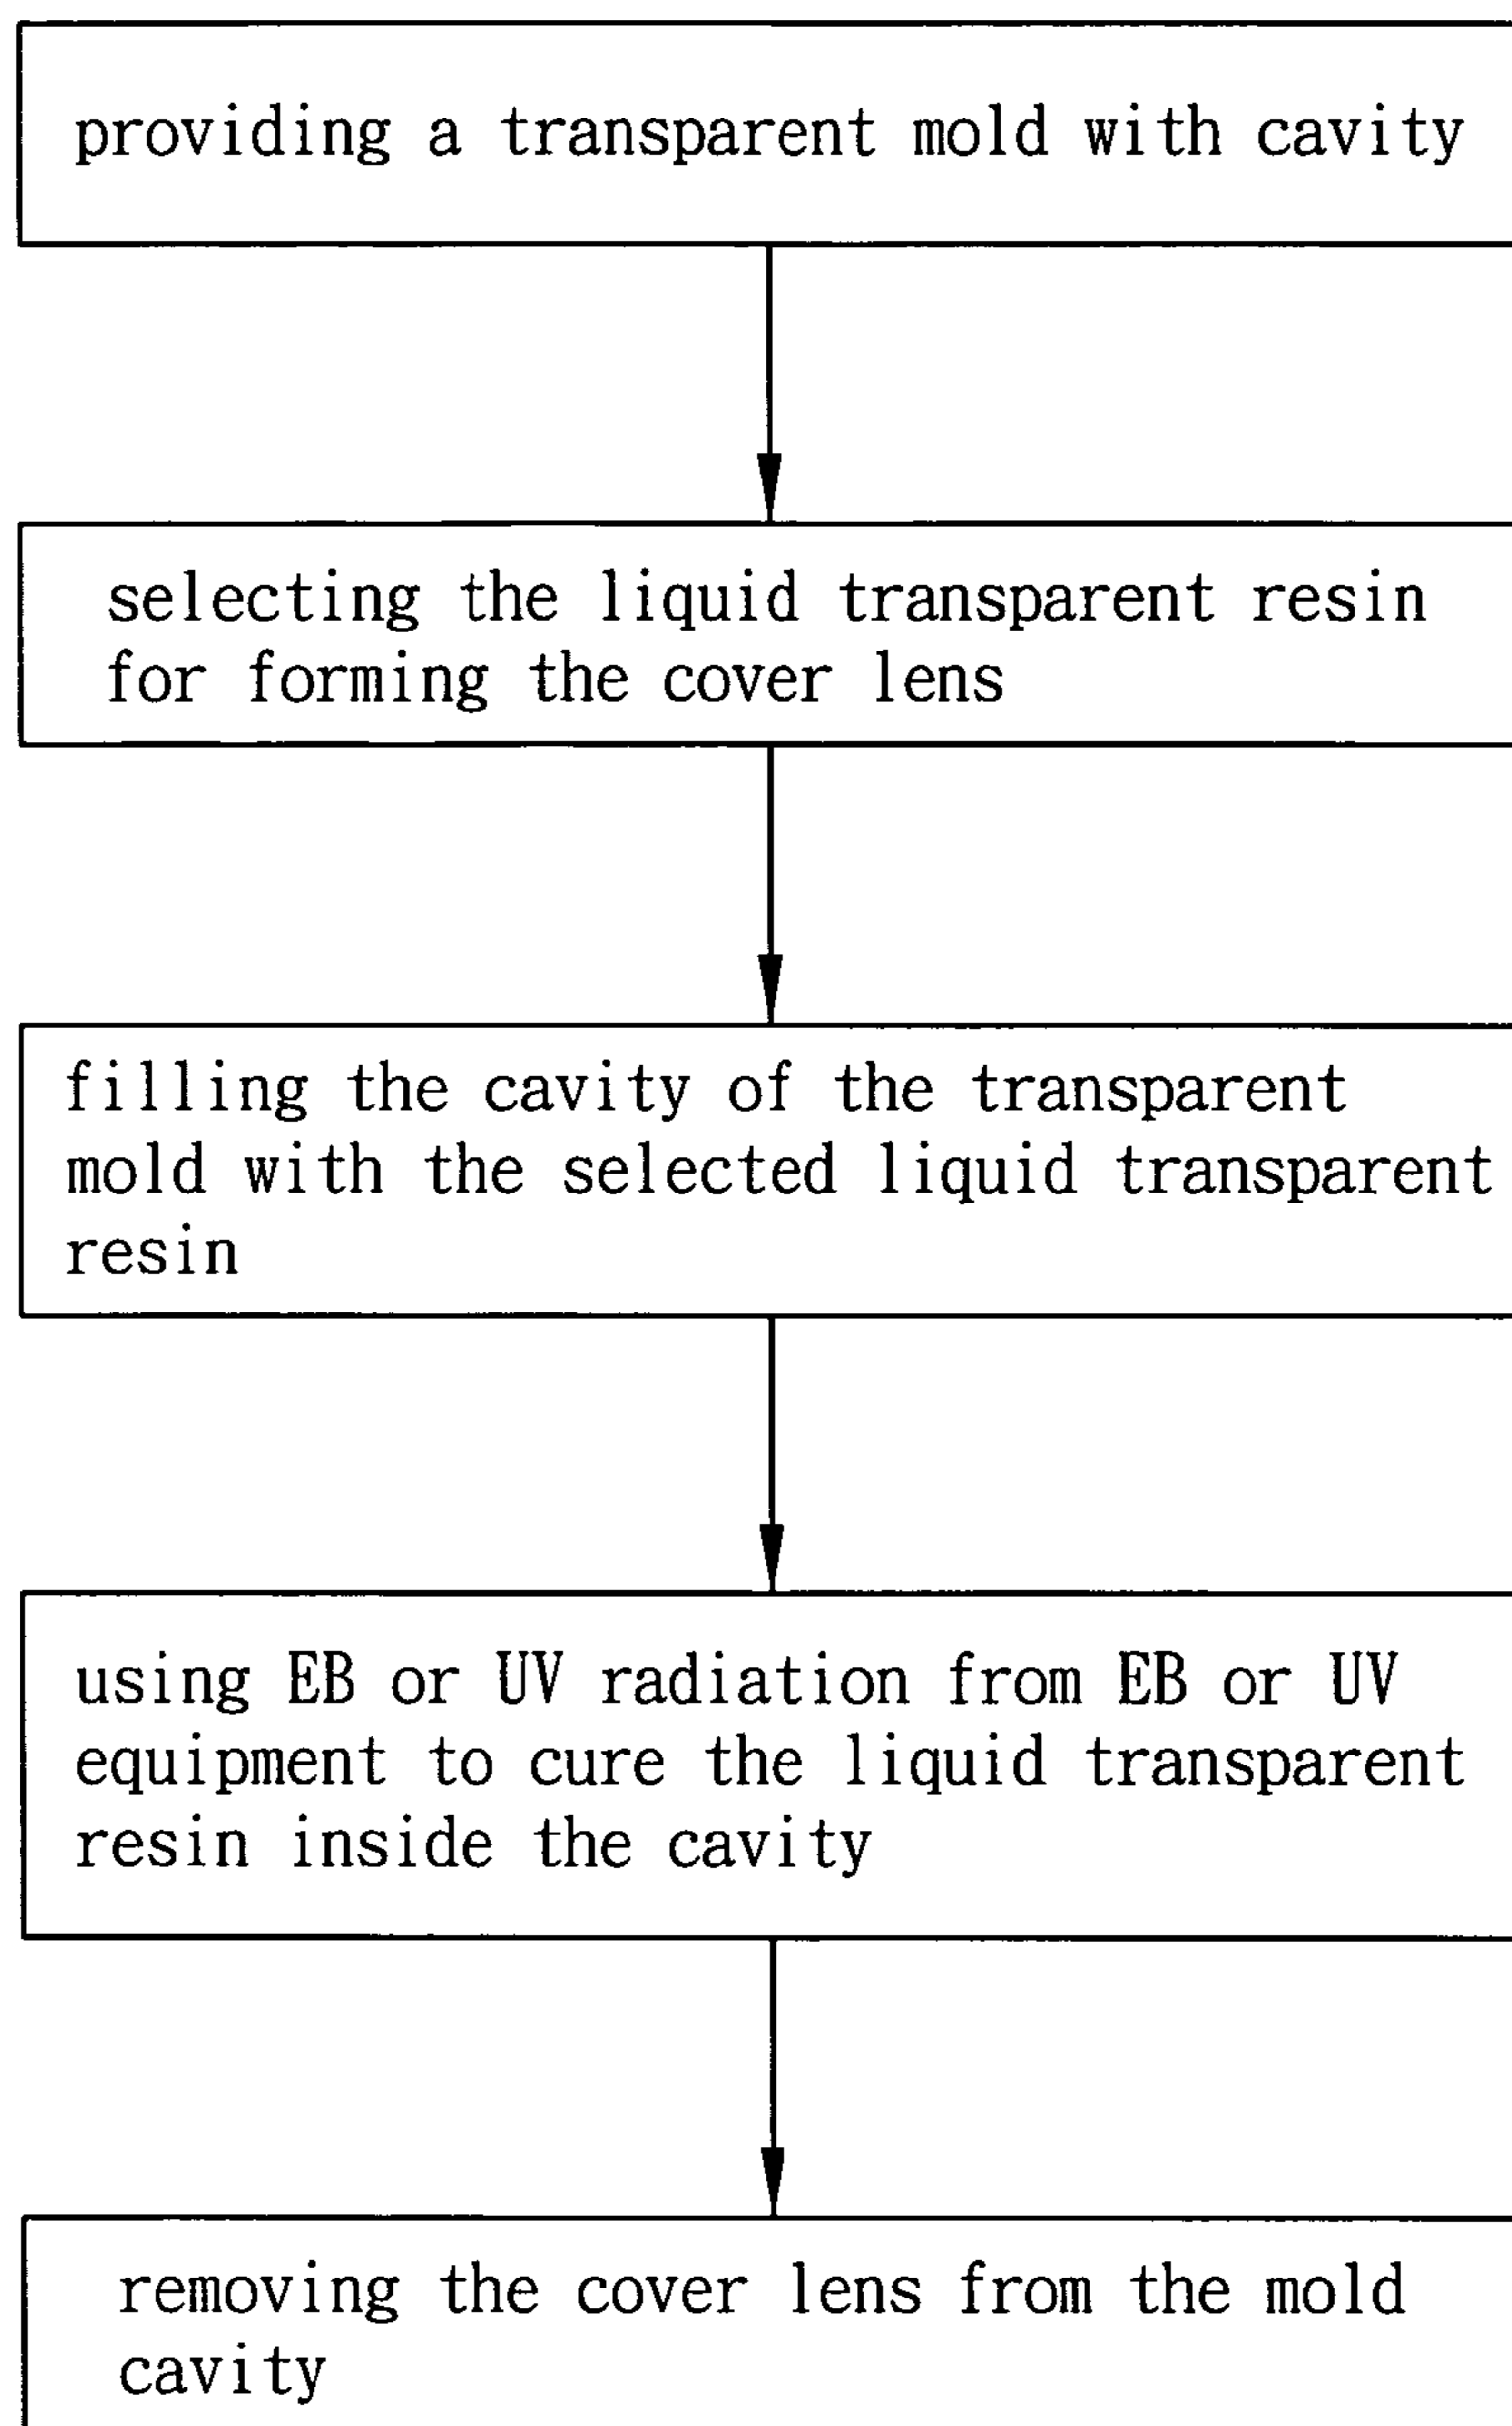 providing a transparent mold with cavity
selecting the liquid transparent resin
for forming the cover lens
filling the cavity of the transparent
mold with the selected liquid transparent
resin
using EB or UV radiation from EB or UV
equipment to cure the liquid transparent
resin inside the cavity
removing the cover lens from the mold
cavity